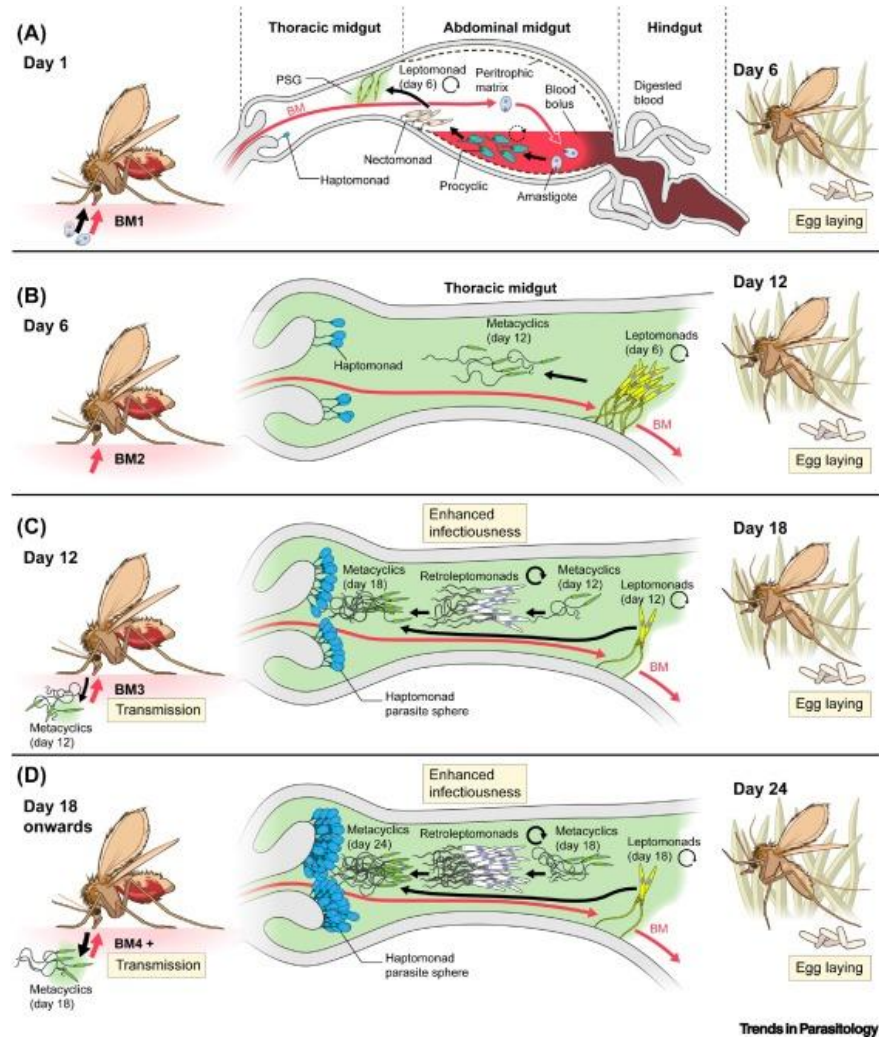 (A)
Day 1
BM1
Thoracic midgut
Abdominal midgut
Hindgut
PSG
Leptomonad
(day 6)
Peritrophic
matrix
Blood
bolus
Digested
blood
BM
Nectomonad
Haptomonad
Procyclic
Amastigote
Day 6
Egg laying
(B)
Day 6
BM2
Thoracic midgut
Metacyclics
(day 12)
Leptomonads
(day 6)
Haptomonad
BM
Day 12
Egg laying
(C)
Day 12
BM3
Transmission
Metacyclics
(day 12)
Enhanced
infectiousness
Metacyclics
(day 18)
Retroleptomonads
Metacyclics
(day 12)
Leptomonads
(day 12)
BM
Haptomonad
parasite sphere
Day 18
Egg laying
(D)
Day 18
onwards
BM4 +
Transmission
Metacyclics
(day 18)
Enhanced
infectiousness
Metacyclics
(day 24)
Retroleptomonads
Metacyclics
(day 18)
Leptomonads
(day 18)
BM
Haptomonad
parasite sphere
Day 24
Egg laying
Trends in Parasitology